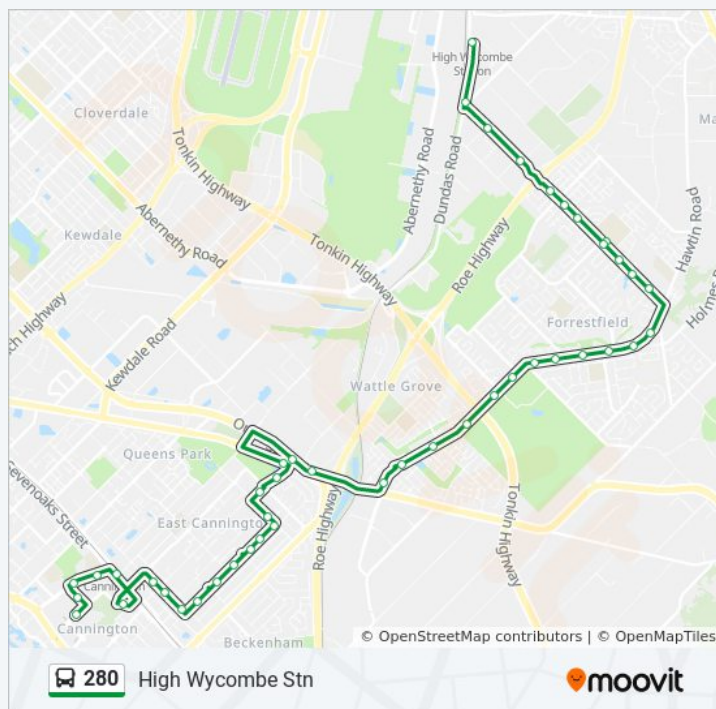 High Wycombe
Station
Cloverdale
Tonkin Highway
Abernethy Road
Dundas Road
Hawtin Road
Abernethy Road
Kewdale
Tonkin Highway
Roe Highway
Holmes
Forrestfield
Kewdale Road
Wattle Grove
Queens Park
Sevenoaks Street
East Cannington
Roe Highway
Tonkin Highway
Cannington
Cannington
Beckenham
© OpenStreetMap contributors | © OpenMapTiles
280 High Wycombe Stn
moovit